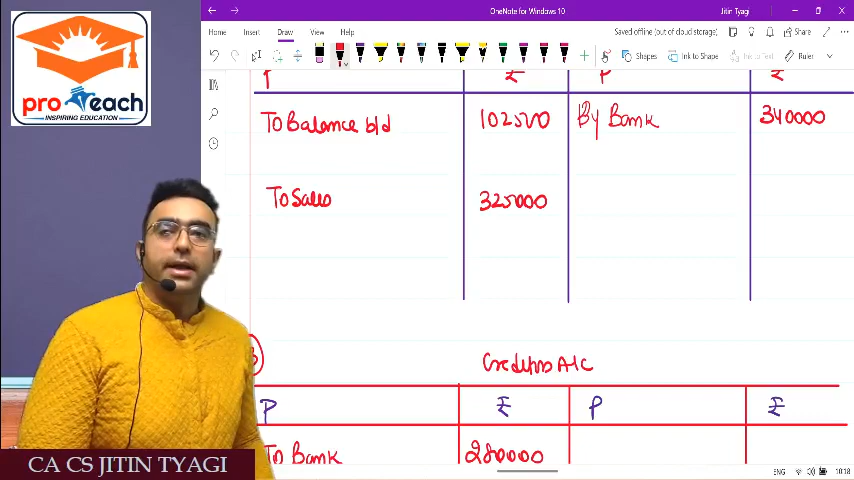 OneNote for Windows 10
Jitin Tyagi
Home Insert Draw View Help
Saved offline (out of cloud storage)
Share
Shapes
Ink to Shape
Ink to Text
Ruler
pro Teach
INSPIRING EDUCATION
P ₹ P ₹
To Balance b/d 102500 By Bank 340000
To Sales 325000
Creditors A/C
P ₹ P ₹
To Bank 280000
CA CS JITIN TYAGI
ENG
10:18